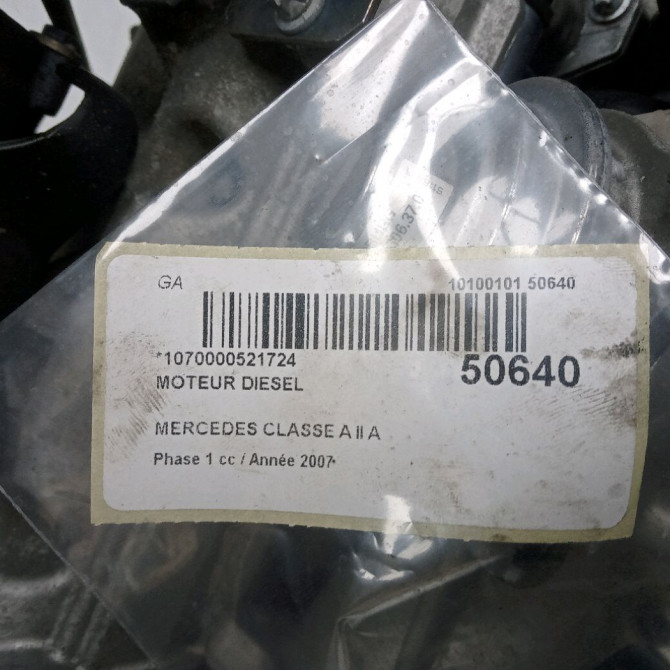 GA 10100101 50640
*1070000521724 50640
MOTEUR DIESEL
MERCEDES CLASSE A II A
Phase 1 cc / Année 2007